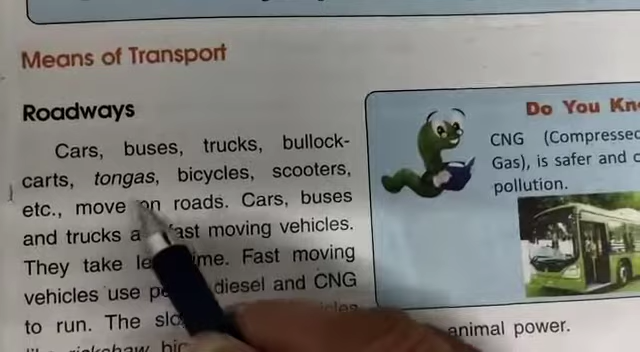 Means of Transport
Roadways
Cars, buses, trucks, bullock-
carts, tongas, bicycles, scooters,
etc., move on roads. Cars, buses
and trucks fast moving vehicles.
They take Fast moving
vehicles use diesel and CNG
to run. The
Do You
CNG (Compressed
Gas), is safer and
pollution.
animal power.